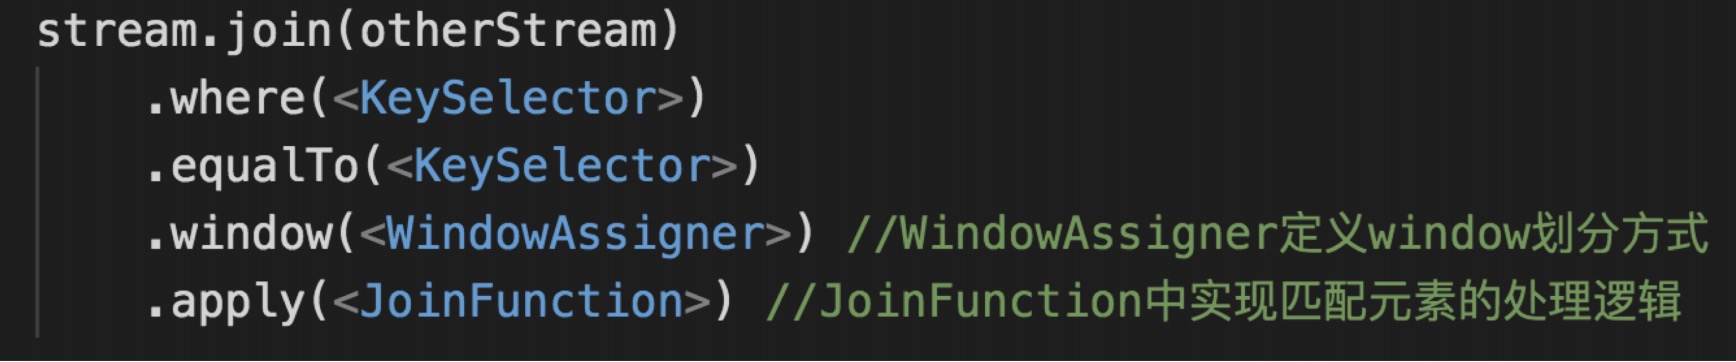 stream.join(otherStream)
.where(<KeySelector>)
.equalTo(<KeySelector>)
.window(<WindowAssigner>) //WindowAssigner定义window划分方式
.apply(<JoinFunction>) //JoinFunction中实现匹配元素的处理逻辑